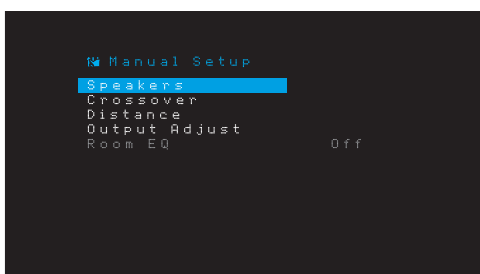 Manual Setup
Speakers
Crossover
Distance
Output Adjust
Room EQ Off